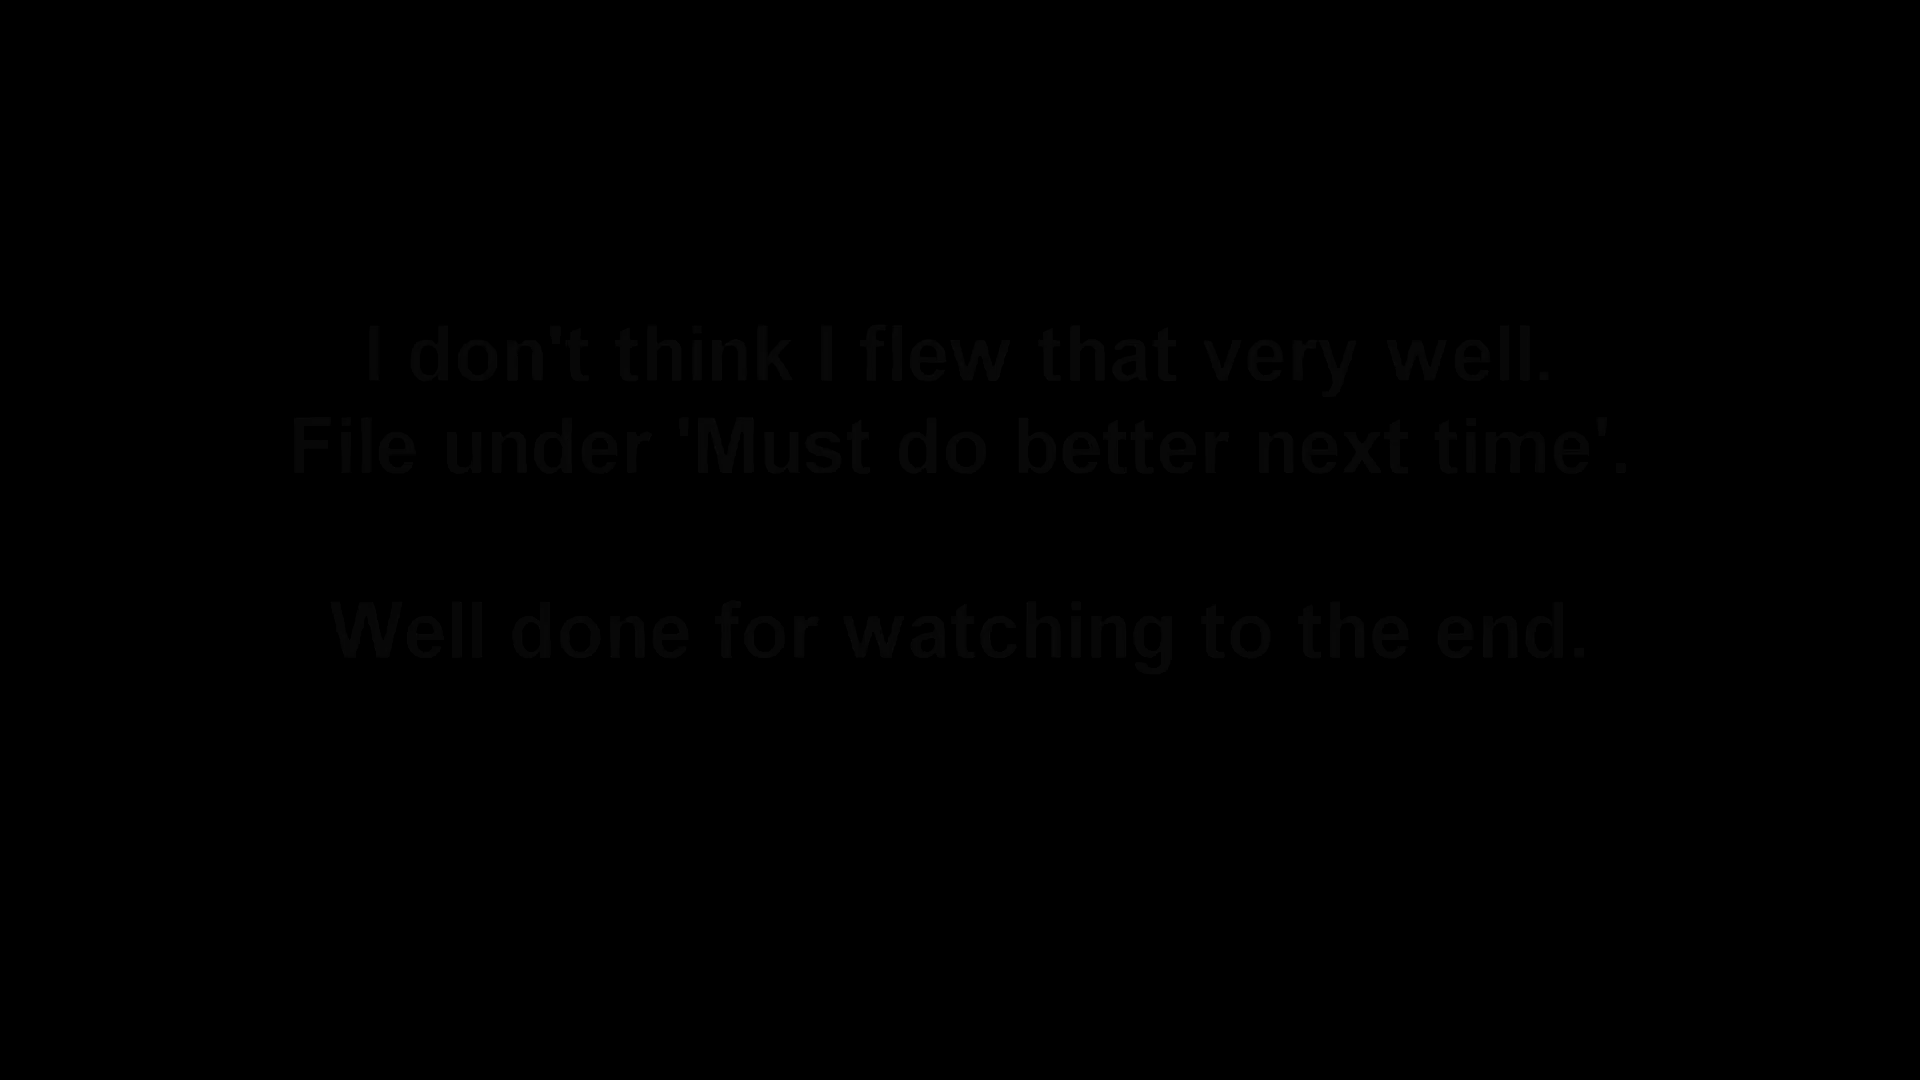 I don't think I flew that very well.
File under 'Must do better next time'.
Well done for watching to the end.